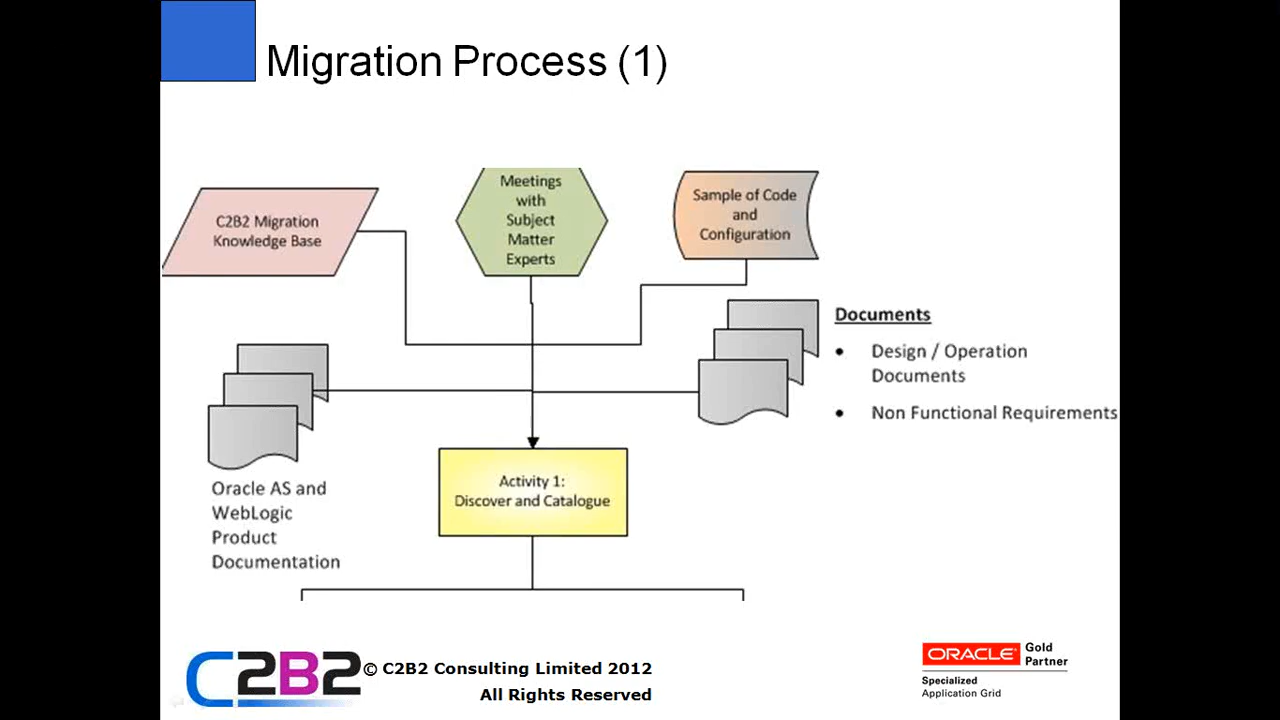 Migration Process (1)
C2B2 Migration
Knowledge Base
Meetings
with
Subject
Matter
Experts
Sample of Code
and
Configuration
Documents
• Design / Operation
Documents
• Non Functional Requirements
Oracle AS and
WebLogic
Product
Documentation
Activity 1:
Discover and Catalogue
C2B2
© C2B2 Consulting Limited 2012
All Rights Reserved
ORACLE
Gold
Partner
Specialized
Application Grid